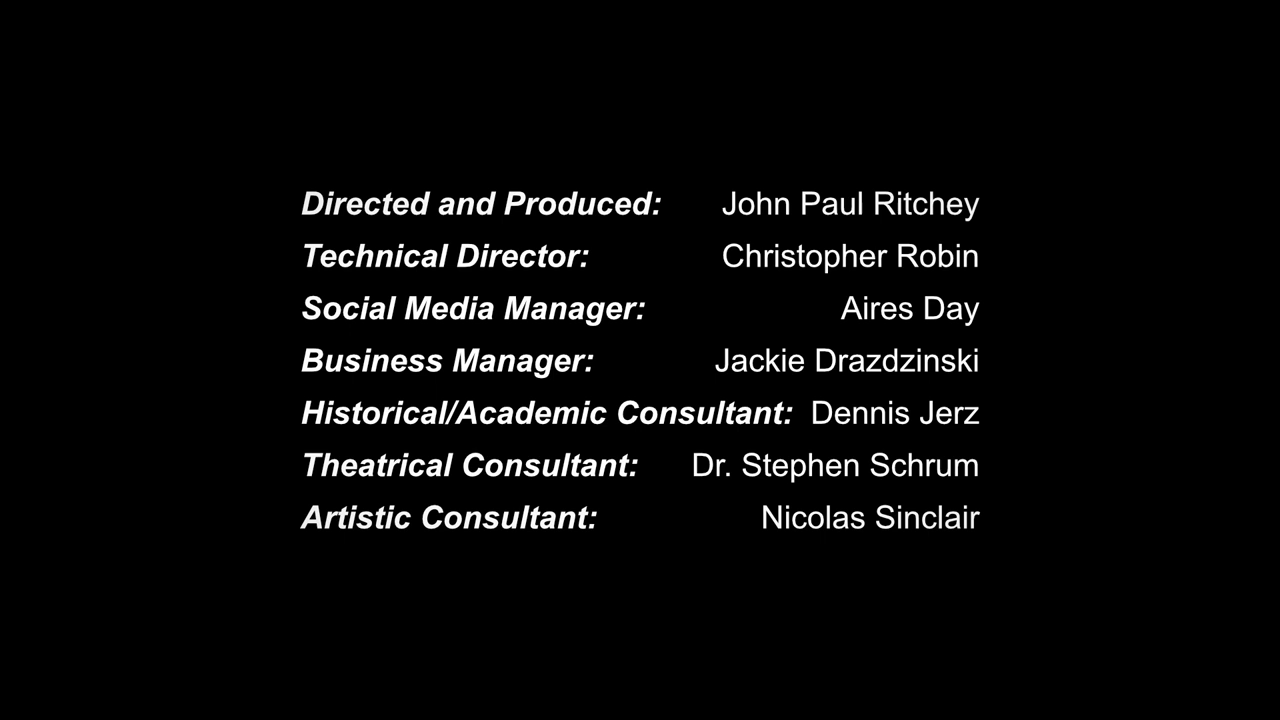 Directed and Produced: John Paul Ritchey
Technical Director: Christopher Robin
Social Media Manager: Aires Day
Business Manager: Jackie Drazdzinski
Historical/Academic Consultant: Dennis Jerz
Theatrical Consultant: Dr. Stephen Schrum
Artistic Consultant: Nicolas Sinclair